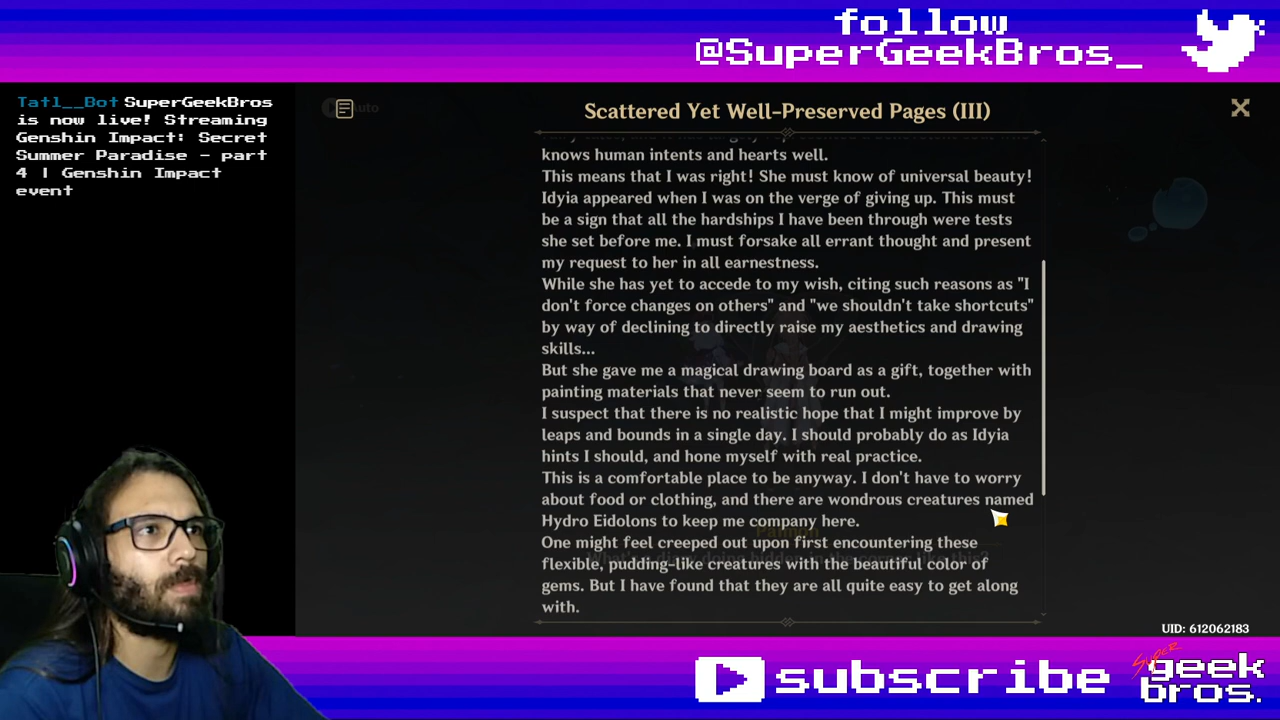 follow
@SuperGeekBros_
Tatl__Bot SuperGeekBros
is now live! Streaming
Genshin Impact: Secret
Summer Paradise - part
4 | Genshin Impact
event
Auto
Scattered Yet Well-Preserved Pages (III)
knows human intents and hearts well.
This means that I was right! She must know of universal beauty!
Idyia appeared when I was on the verge of giving up. This must
be a sign that all the hardships I have been through were tests
she set before me. I must forsake all errant thought and present
my request to her in all earnestness.
While she has yet to accede to my wish, citing such reasons as "I
don't force changes on others" and "we shouldn't take shortcuts"
by way of declining to directly raise my aesthetics and drawing
skills...
But she gave me a magical drawing board as a gift, together with
painting materials that never seem to run out.
I suspect that there is no realistic hope that I might improve by
leaps and bounds in a single day. I should probably do as Idyia
hints I should, and hone myself with real practice.
This is a comfortable place to be anyway. I don't have to worry
about food or clothing, and there are wondrous creatures named
Hydro Eidolons to keep me company here.
Paimon
One might feel creeped out upon first encountering these
flexible, pudding-like creatures with the beautiful color of
gems. But I have found that they are all quite easy to get along
with.
UID: 612062183
subscribe
super
geek
bros.